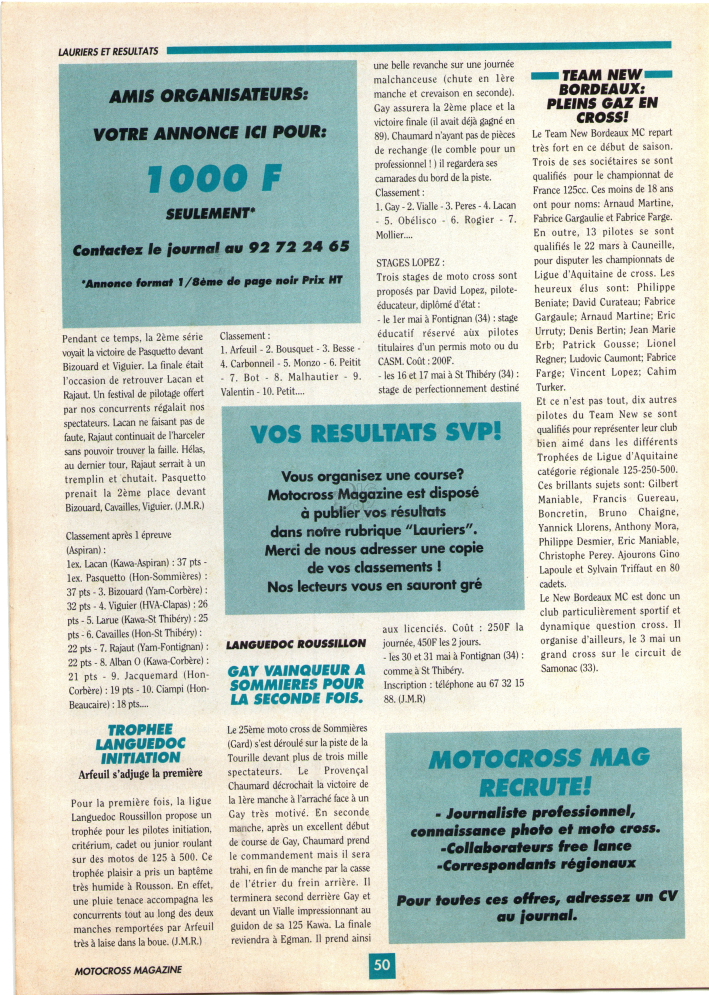 LAURIERS ET RESULTATS
AMIS ORGANISATEURS:
VOTRE ANNONCE ICI POUR:
1000 F
SEULEMENT*
Contactez le journal au 92 72 24 65
*Annonce format 1/8ème de page noir Prix HT
Pendant ce temps, la 2ème série
voyait la victoire de Pasquetto devant
Bizouard et Viguier. La finale était
l'occasion de retrouver Lacan et
Rajaut. Un festival de pilotage offert
par nos concurrents régalait nos
spectateurs. Lacan ne faisant pas de
faute, Rajaut continuait de l'harceler
sans pouvoir trouver la faille. Hélas,
au dernier tour, Rajaut serrait à un
tremplin et chutait. Pasquetto
prenait la 2ème place devant
Bizouard, Cavailles, Viguier. (J.M.R.)
Classement après 1 épreuve
(Aspiran) :
1ex. Lacan (Kawa-Aspiran) : 37 pts -
1ex. Pasquetto (Hon-Sommières) :
37 pts - 3. Bizouard (Yam-Corbère) :
32 pts - 4. Viguier (HVA-Clapas) : 26
pts - 5. Larue (Kawa-St Thibéry) : 25
pts - 6. Cavailles (Hon-St Thibéry) :
22 pts - 7. Rajaut (Yam-Fontignan) :
22 pts - 8. Alban O (Kawa-Corbère) :
21 pts - 9. Jacquemard (Hon-
Corbère) : 19 pts - 10. Ciampi (Hon-
Beaucaire) : 18 pts....
TROPHEE
LANGUEDOC
INITIATION
Arfeuil s'adjuge la première
Pour la première fois, la ligue
Languedoc Roussillon propose un
trophée pour les pilotes initiation,
critérium, cadet ou junior roulant
sur des motos de 125 à 500. Ce
trophée plaisir a pris un baptême
très humide à Rousson. En effet,
une pluie tenace accompagna les
concurrents tout au long des deux
manches remportées par Arfeuil
très à laise dans la boue. (J.M.R.)
Classement :
1. Arfeuil - 2. Bousquet - 3. Besse -
4. Carbonneil - 5. Monzo - 6. Peitit
- 7. Bot - 8. Malhautier - 9.
Valentin - 10. Petit....
VOS RESULTATS SVP!
Vous organisez une course?
Motocross Magazine est disposé
à publier vos résultats
dans notre rubrique "Lauriers".
Merci de nous adresser une copie
de vos classements !
Nos lecteurs vous en sauront gré
LANGUEDOC ROUSSILLON
GAY VAINQUEUR A
SOMMIERES POUR
LA SECONDE FOIS.
Le 25ème moto cross de Sommières
(Gard) s'est déroulé sur la piste de la
Tourille devant plus de trois mille
spectateurs. Le Provençal
Chaumard décrochait la victoire de
la 1ère manche à l'arraché face à un
Gay très motivé. En seconde
manche, après un excellent début
de course de Gay, Chaumard prend
le commandement mais il sera
trahi, en fin de manche par la casse
de l'étrier du frein arrière. Il
terminera second derrière Gay et
devant un Vialle impressionnant au
guidon de sa 125 Kawa. La finale
reviendra à Egman. Il prend ainsi
une belle revanche sur une journée
malchanceuse (chute en 1ère
manche et crevaison en seconde).
Gay assurera la 2ème place et la
victoire finale (il avait déjà gagné en
89). Chaumard n'ayant pas de pièces
de rechange (le comble pour un
professionnel ! ) il regardera ses
camarades du bord de la piste.
Classement :
1. Gay - 2. Vialle - 3. Peres - 4. Lacan
- 5. Obélisco - 6. Rogier - 7.
Mollier....
STAGES LOPEZ :
Trois stages de moto cross sont
proposés par David Lopez, pilote-
éducateur, diplômé d'état :
- le 1er mai à Fontignan (34) : stage
éducatif réservé aux pilotes
titulaires d'un permis moto ou du
CASM. Coût : 200F.
- les 16 et 17 mai à St Thibéry (34) :
stage de perfectionnement destiné
aux licenciés. Coût : 250F la
journée, 450F les 2 jours.
- les 30 et 31 mai à Fontignan (34) :
comme à St Thibéry.
Inscription : téléphone au 67 32 15
88. (J.M.R)
TEAM NEW
BORDEAUX:
PLEINS GAZ EN
CROSS!
Le Team New Bordeaux MC repart
très fort en ce début de saison.
Trois de ses sociétaires se sont
qualifiés pour le championnat de
France 125cc. Ces moins de 18 ans
ont pour noms: Arnaud Martine,
Fabrice Gargaulie et Fabrice Farge.
En outre, 13 pilotes se sont
qualifiés le 22 mars à Cauneille,
pour disputer les championnats de
Ligue d'Aquitaine de cross. Les
heureux élus sont: Philippe
Beniate; David Curateau; Fabrice
Gargaule; Arnaud Martine; Eric
Urruty; Denis Bertin; Jean Marie
Erb; Patrick Gousse; Lionel
Regner; Ludovic Caumont; Fabrice
Farge; Vincent Lopez; Cahim
Turker.
Et ce n'est pas tout, dix autres
pilotes du Team New se sont
qualifiés pour représenter leur club
bien aimé dans les différents
Trophées de Ligue d'Aquitaine
catégorie régionale 125-250-500.
Ces brillants sujets sont: Gilbert
Maniable, Francis Guereau,
Boncretin, Bruno Chaigne,
Yannick Llorens, Anthony Mora,
Philippe Desmier, Eric Maniable,
Christophe Perey. Ajourons Gino
Lapoule et Sylvain Triffaut en 80
cadets.
Le New Bordeaux MC est donc un
club particulièrement sportif et
dynamique question cross. Il
organise d'ailleurs, le 3 mai un
grand cross sur le circuit de
Samonac (33).
MOTOCROSS MAG
RECRUTE!
- Journaliste professionnel,
connaissance photo et moto cross.
-Collaborateurs free lance
-Correspondants régionaux
Pour toutes ces offres, adressez un CV
au journal.
MOTOCROSS MAGAZINE
50